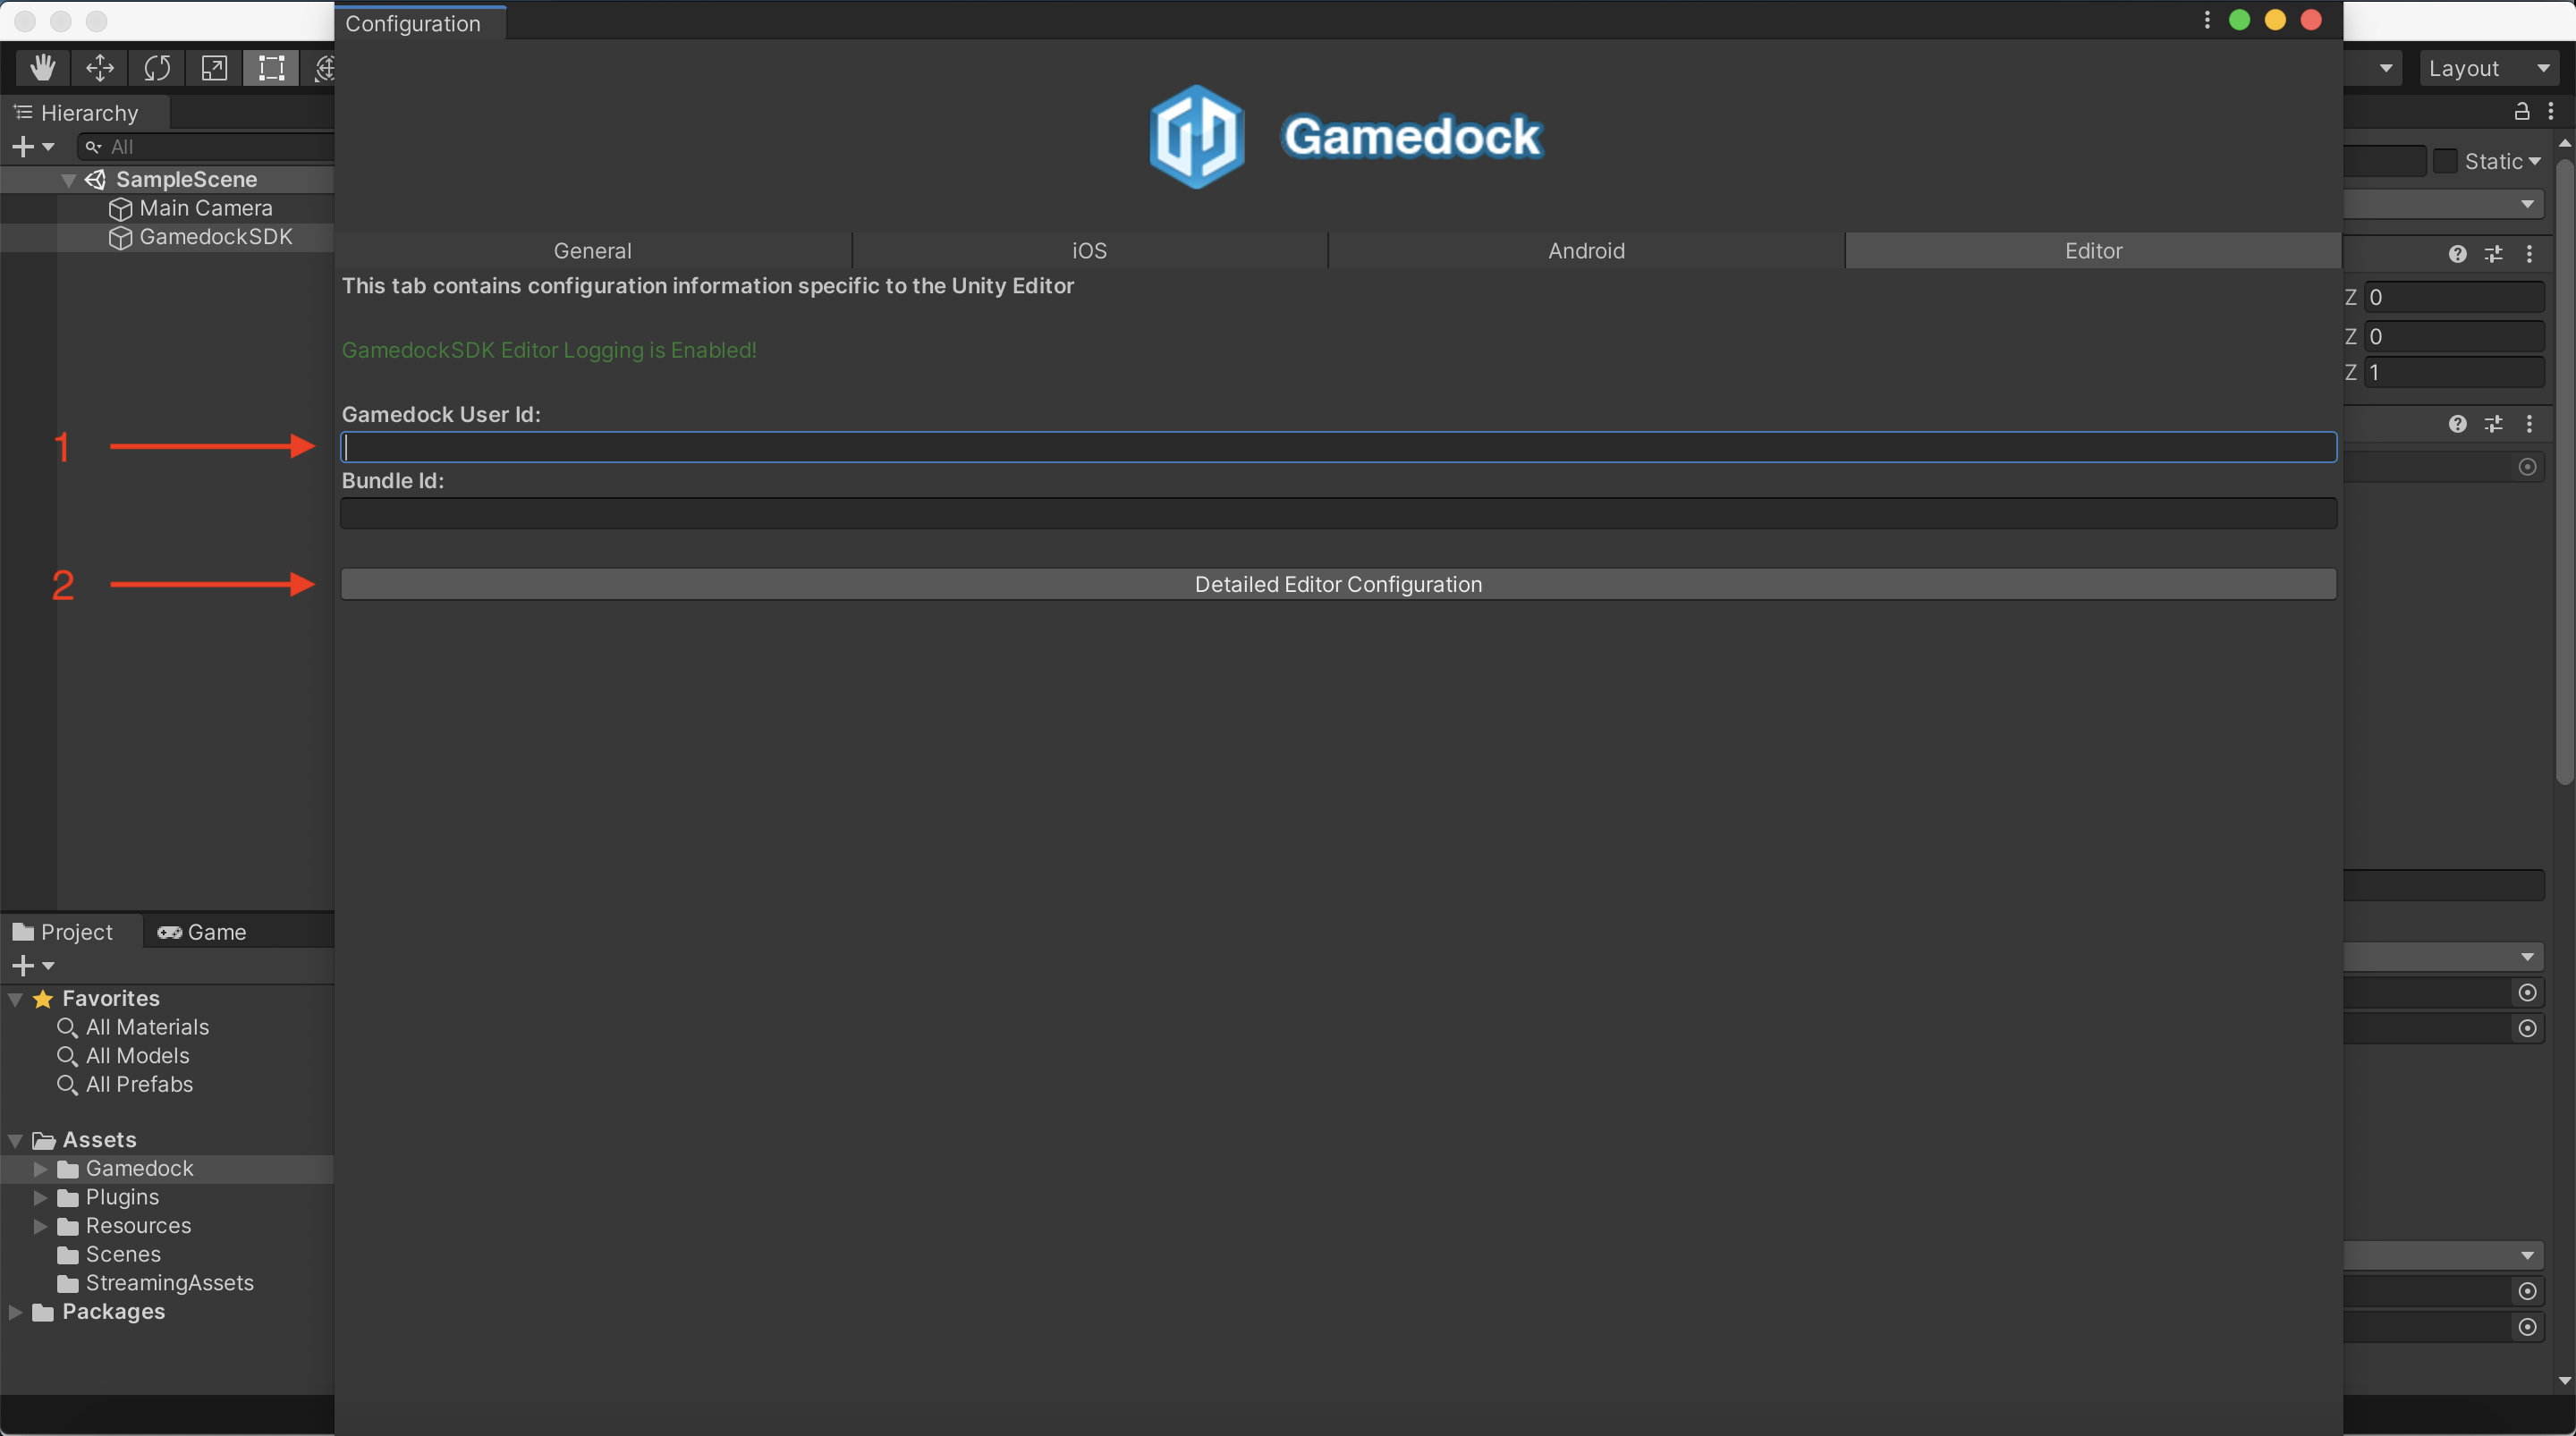 Configuration
Layout
Hierarchy
All
Gamedock
Static
SampleScene
Main Camera
GamedockSDK
General
iOS
Android
Editor
This tab contains configuration information specific to the Unity Editor
Z 0
Z 0
Z 1
GamedockSDK Editor Logging is Enabled!
Gamedock User Id:
1
Bundle Id:
2
Detailed Editor Configuration
Project
Game
Favorites
All Materials
All Models
All Prefabs
Assets
Gamedock
Plugins
Resources
Scenes
StreamingAssets
Packages